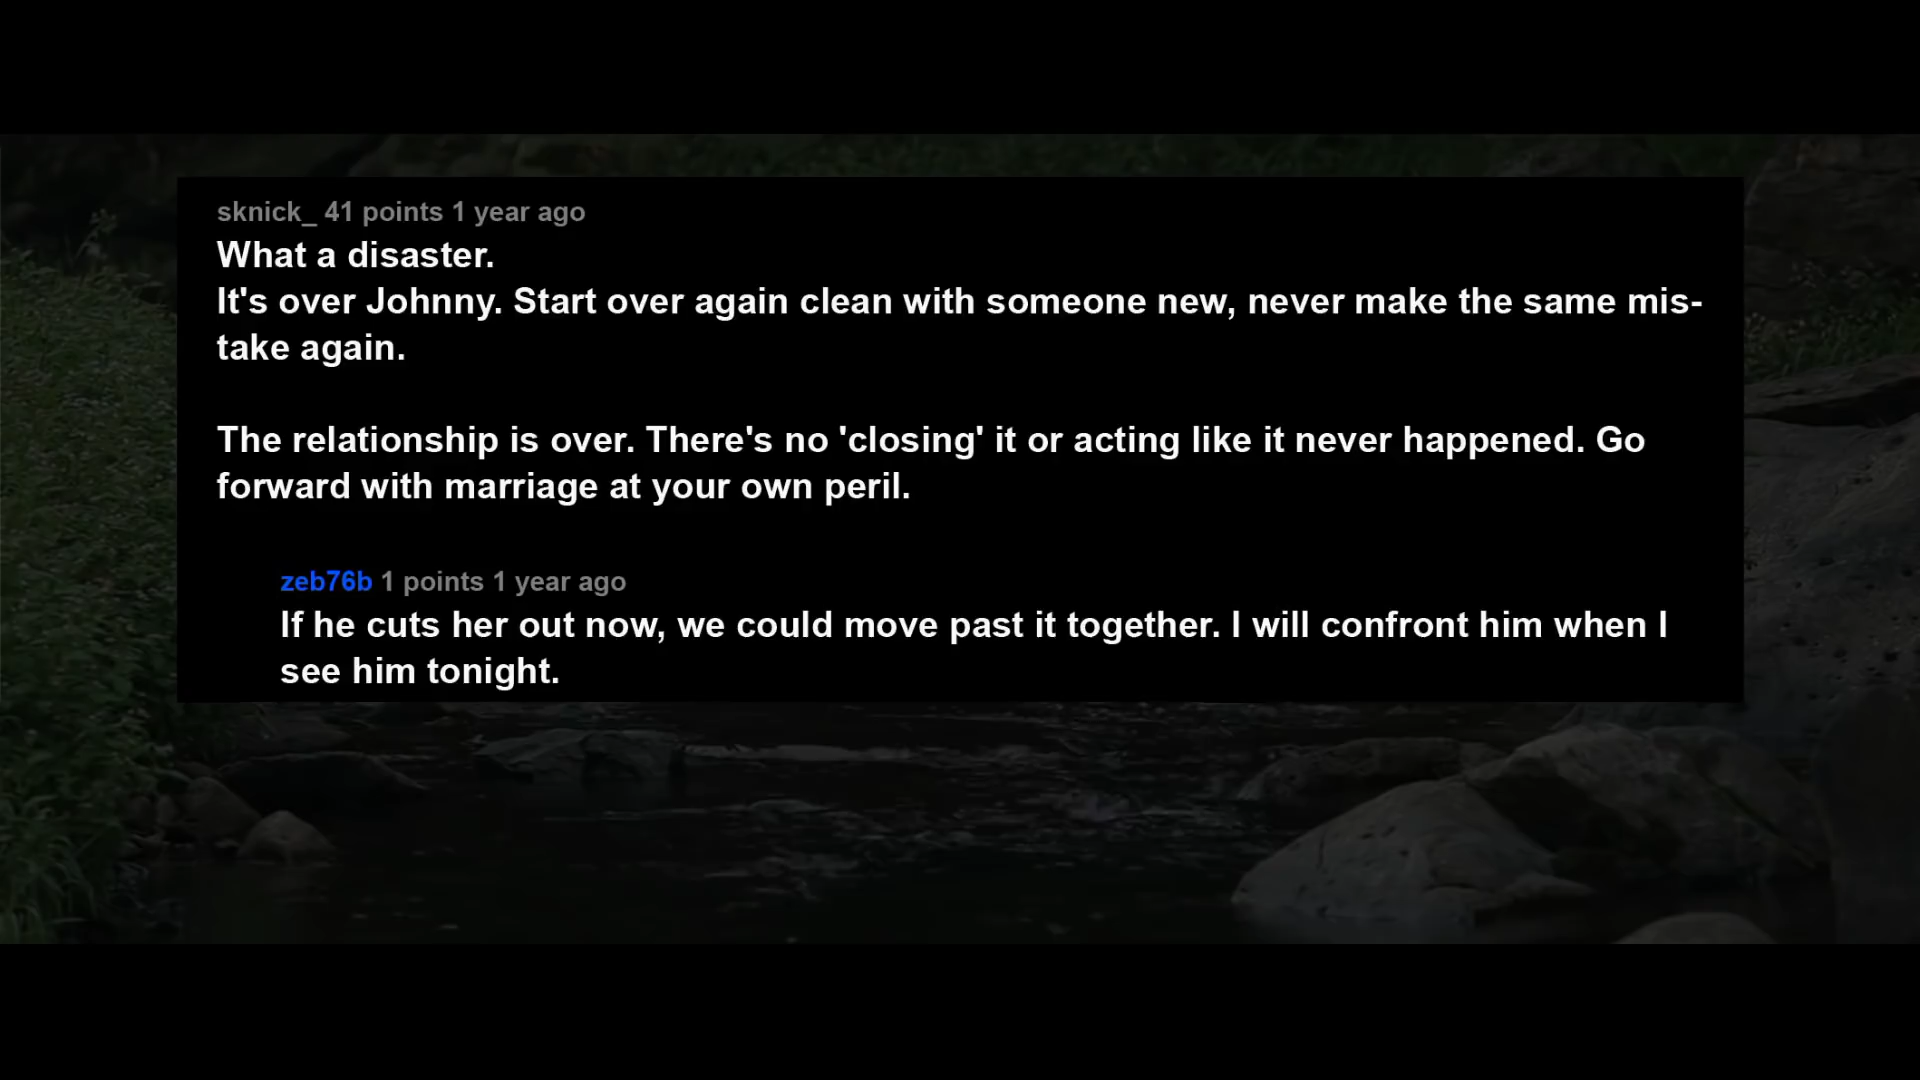 sknick_ 41 points 1 year ago
What a disaster.
It's over Johnny. Start over again clean with someone new, never make the same mis-
take again.
The relationship is over. There's no 'closing' it or acting like it never happened. Go
forward with marriage at your own peril.
zeb76b 1 points 1 year ago
If he cuts her out now, we could move past it together. I will confront him when I
see him tonight.